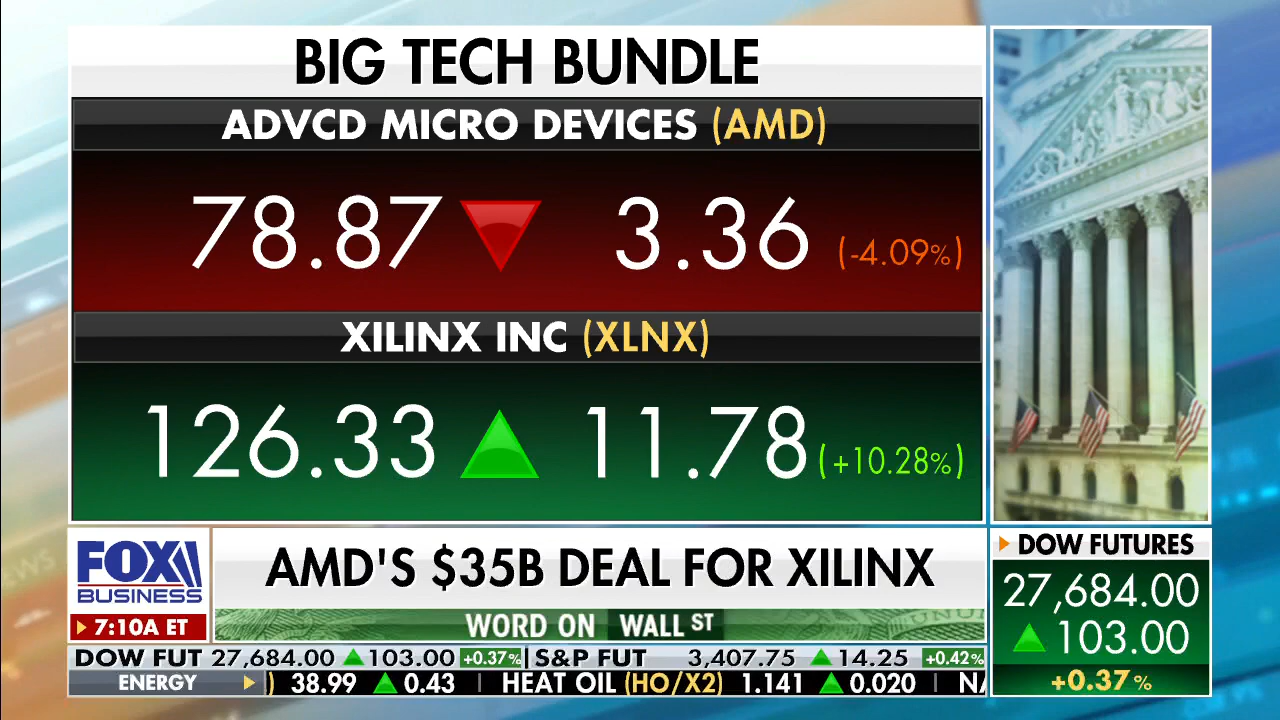 BIG TECH BUNDLE
ADVCD MICRO DEVICES (AMD)
78.87 ▼ 3.36 (-4.09%)
XILINX INC (XLNX)
126.33 ▲ 11.78 (+10.28%)
FOX BUSINESS
7:10A ET
AMD'S $35B DEAL FOR XILINX
WORD ON WALL ST
DOW FUTURES
27,684.00
▲ 103.00
+0.37%
DOW FUT 27,684.00 ▲ 103.00 +0.37% S&P FUT 3,407.75 ▲ 14.25 +0.42%
ENERGY ) 38.99 ▲ 0.43 | HEAT OIL (HO/X2) 1.141 ▲ 0.020 |